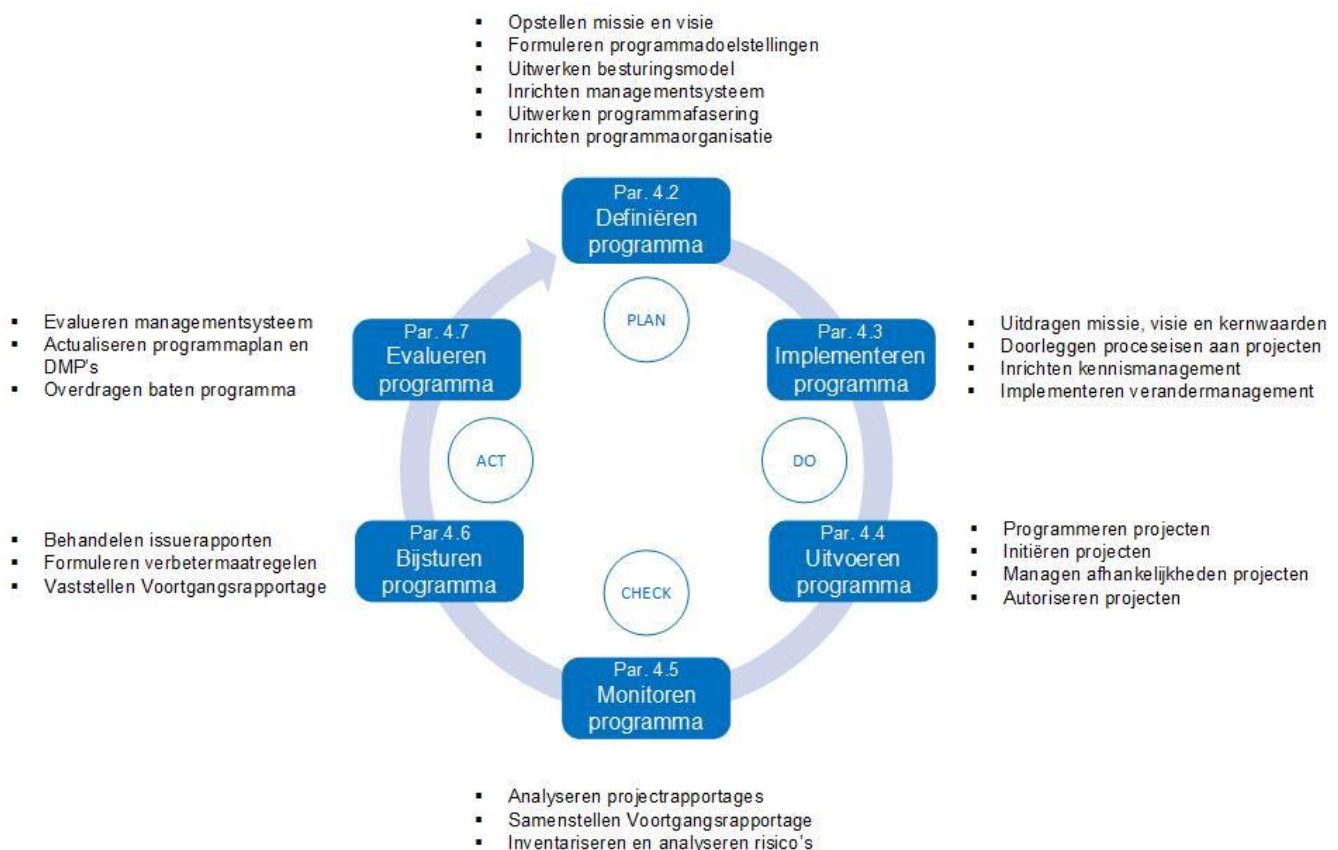 ▪ Opstellen missie en visie
▪ Formuleren programmadoelstellingen
▪ Uitwerken besturingsmodel
▪ Inrichten managementsysteem
▪ Uitwerken programmafasering
▪ Inrichten programmaorganisatie
Par. 4.2
Definiëren
programma
PLAN
Par. 4.3
Implementeren
programma
▪ Uitdragen missie, visie en kernwaarden
▪ Doorleggen proceseisen aan projecten
▪ Inrichten kennismanagement
▪ Implementeren verandermanagement
DO
Par. 4.4
Uitvoeren
programma
▪ Programmeren projecten
▪ Initiëren projecten
▪ Managen afhankelijkheden projecten
▪ Autoriseren projecten
CHECK
Par. 4.5
Monitoren
programma
▪ Analyseren projectrapportages
▪ Samenstellen Voortgangsrapportage
▪ Inventariseren en analyseren risico's
Par.4.6
Bijsturen
programma
▪ Behandelen issuerapporten
▪ Formuleren verbetermaatregelen
▪ Vaststellen Voortgangsrapportage
ACT
Par. 4.7
Evalueren
programma
▪ Evalueren managementsysteem
▪ Actualiseren programmaplan en
DMP's
▪ Overdragen baten programma